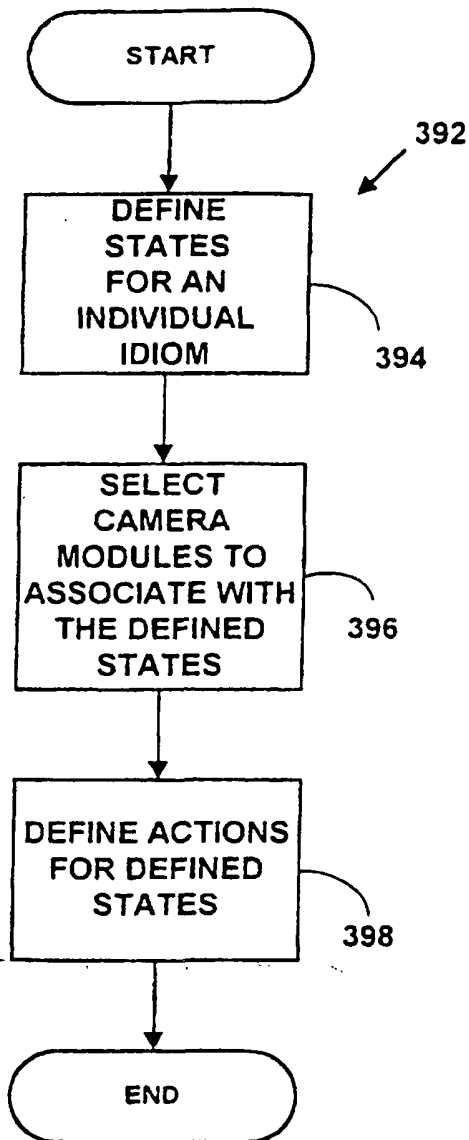 START
392
DEFINE
STATES
FOR AN
INDIVIDUAL
IDIOM
394
SELECT
CAMERA
MODULES TO
ASSOCIATE WITH
THE DEFINED
STATES
396
DEFINE ACTIONS
FOR DEFINED
STATES
398
END